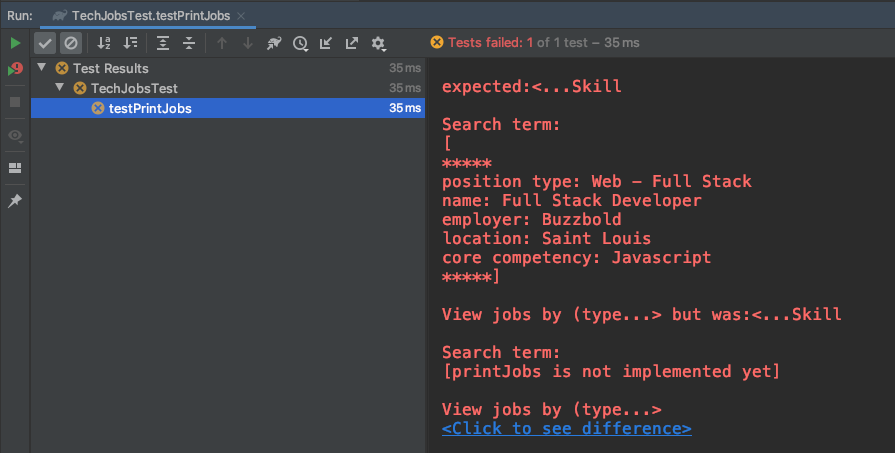 Run: TechJobsTest.testPrintJobs
Tests failed: 1 of 1 test – 35 ms
Test Results 35 ms
TechJobsTest 35 ms
testPrintJobs 35 ms
expected:<...Skill
Search term:
[
*****
position type: Web - Full Stack
name: Full Stack Developer
employer: Buzzbold
location: Saint Louis
core competency: Javascript
*****]
View jobs by (type...> but was:<...Skill
Search term:
[printJobs is not implemented yet]
View jobs by (type...>
<Click to see difference>